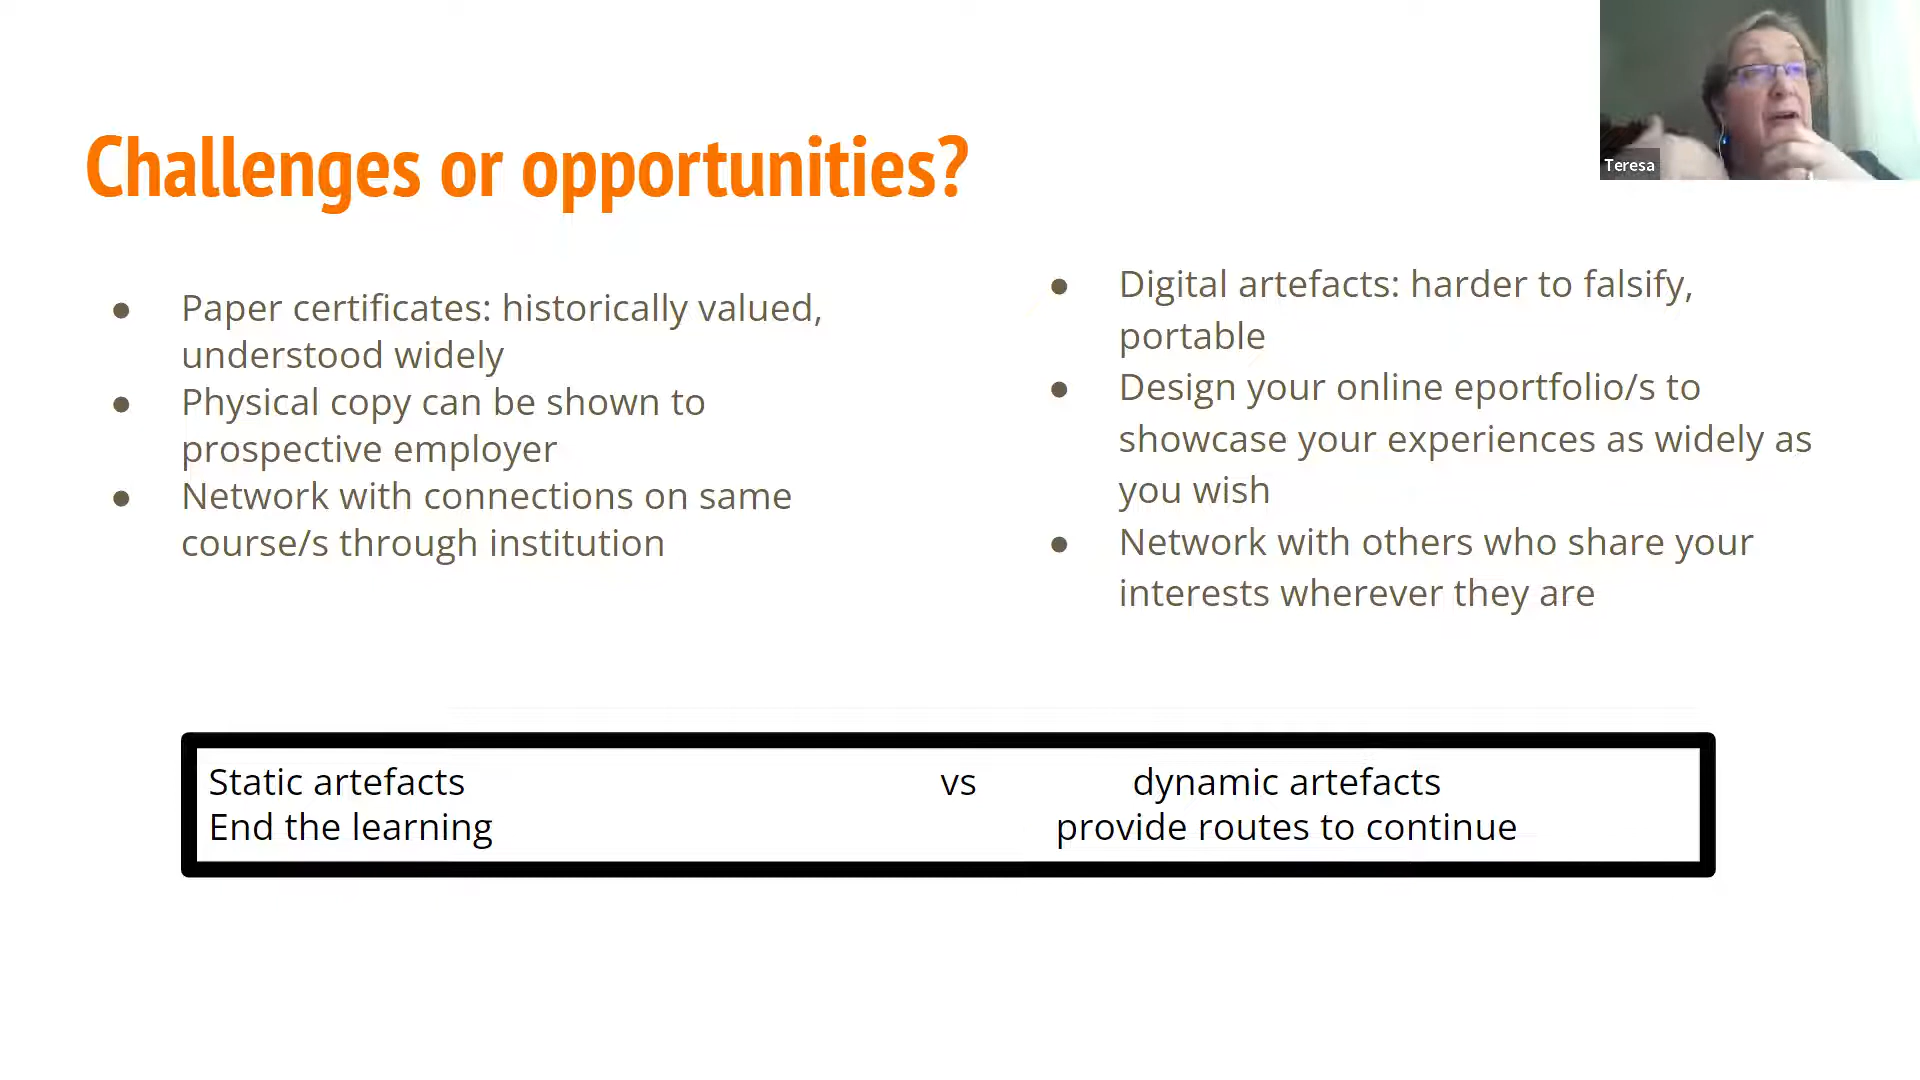 Challenges or opportunities?
Teresa
● Paper certificates: historically valued,
understood widely
● Physical copy can be shown to
prospective employer
● Network with connections on same
course/s through institution
● Digital artefacts: harder to falsify,
portable
● Design your online eportfolio/s to
showcase your experiences as widely as
you wish
● Network with others who share your
interests wherever they are
Static artefacts vs dynamic artefacts
End the learning provide routes to continue